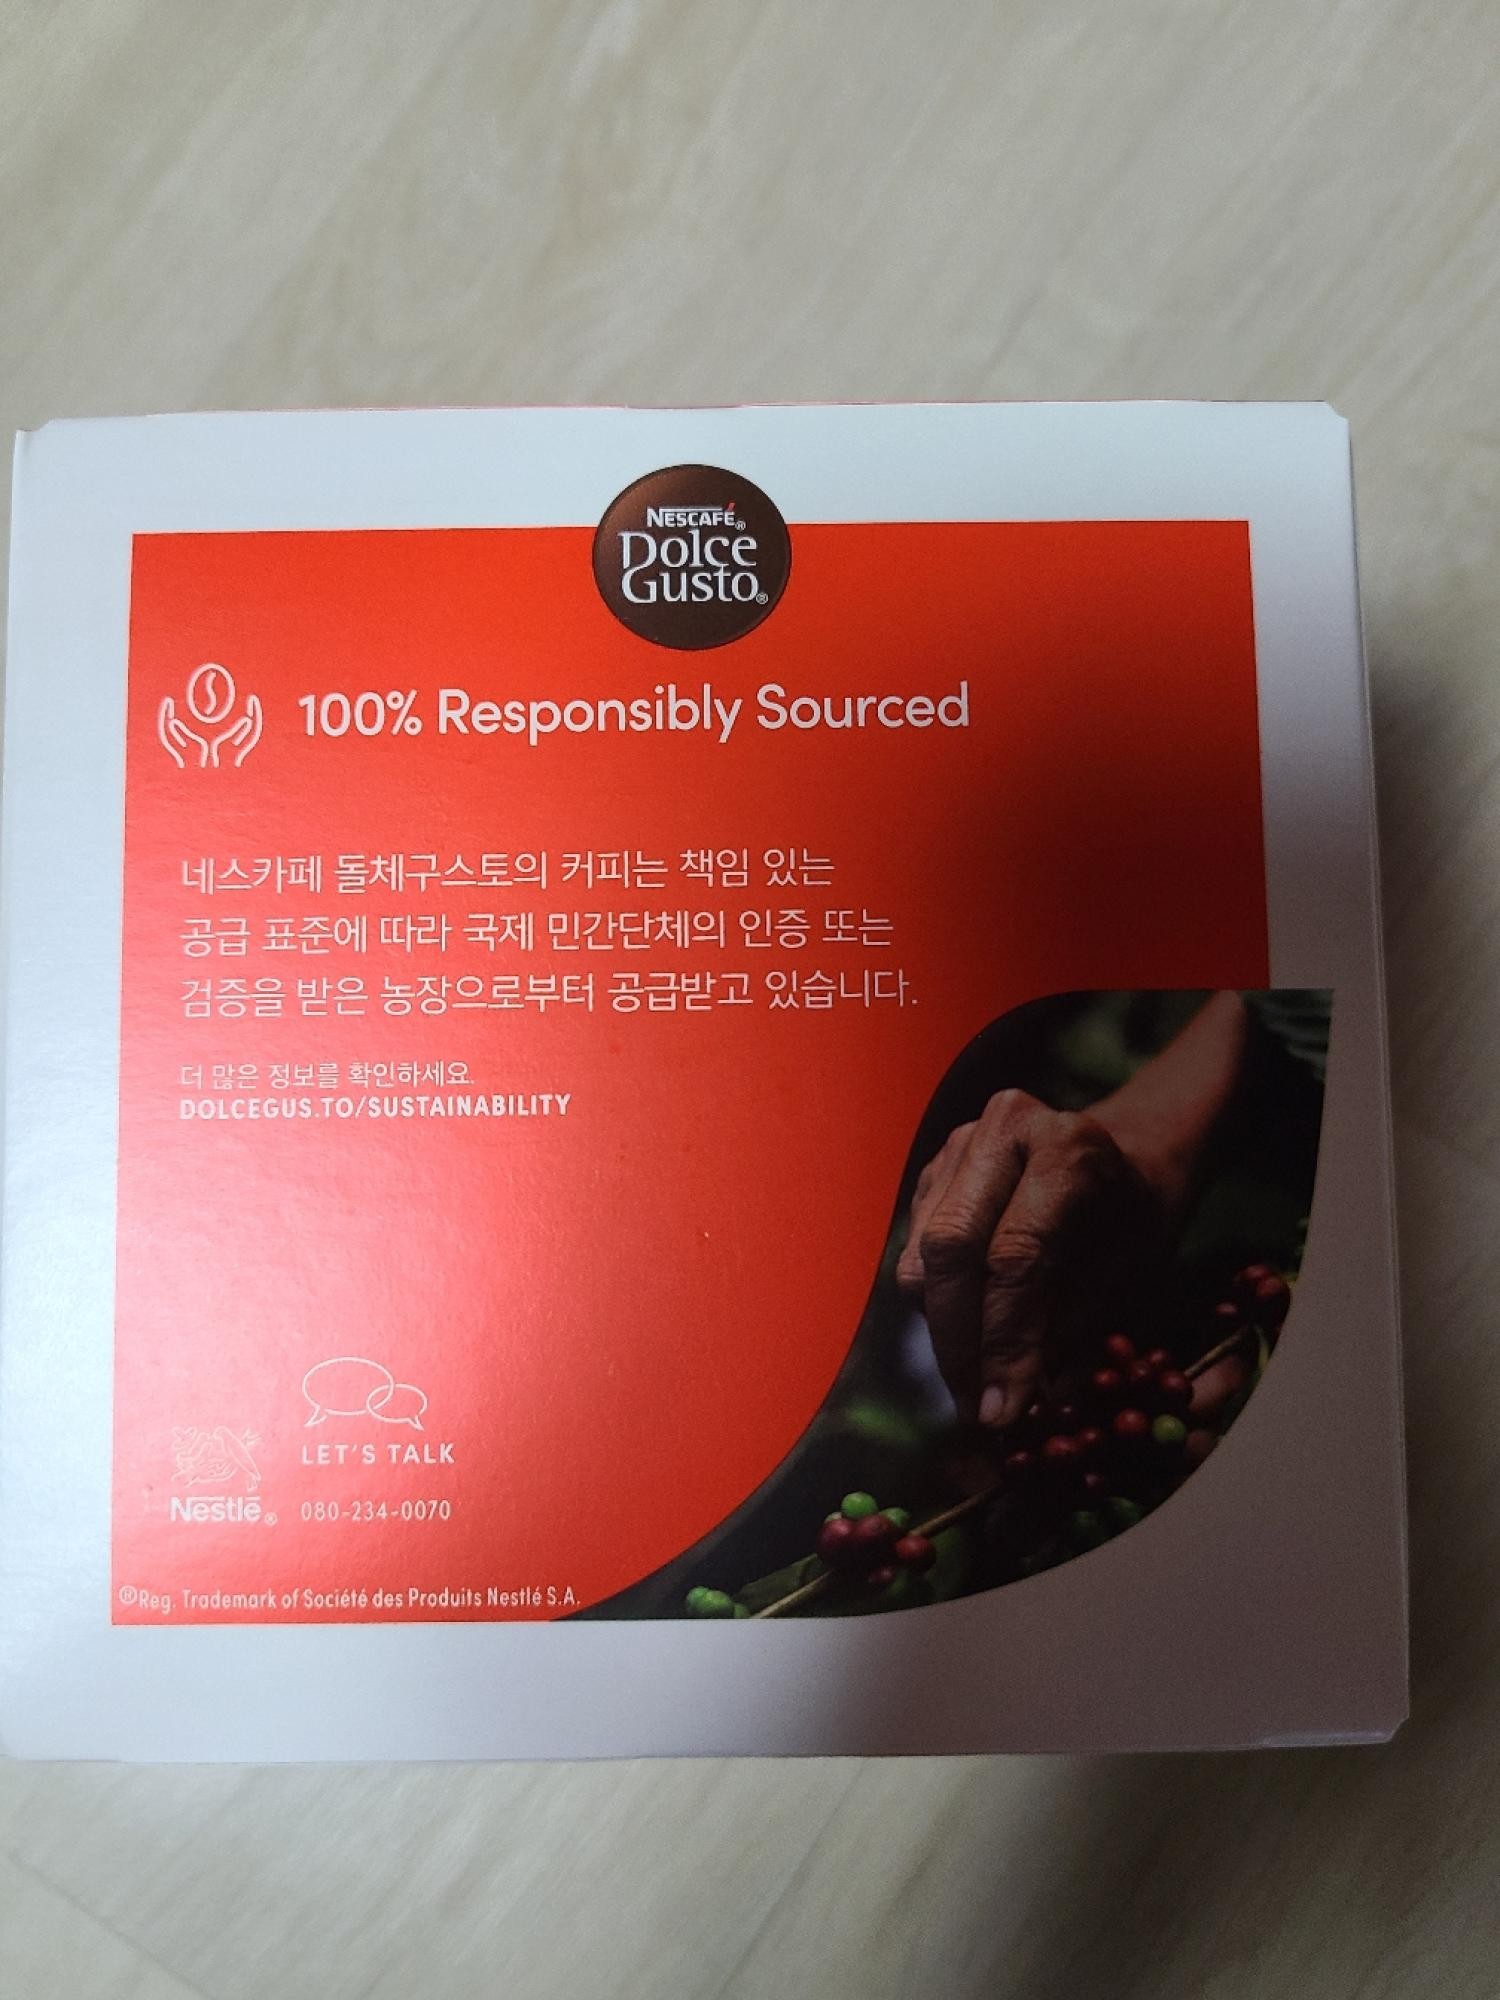 NESCAFÉ®
Dolce
Gusto®
100% Responsibly Sourced
네스카페 돌체구스토의 커피는 책임 있는
공급 표준에 따라 국제 민간단체의 인증 또는
검증을 받은 농장으로부터 공급받고 있습니다.
더 많은 정보를 확인하세요.
DOLCEGUS.TO/SUSTAINABILITY
LET'S TALK
Nestlé® 080-234-0070
®Reg. Trademark of Société des Produits Nestlé S.A.